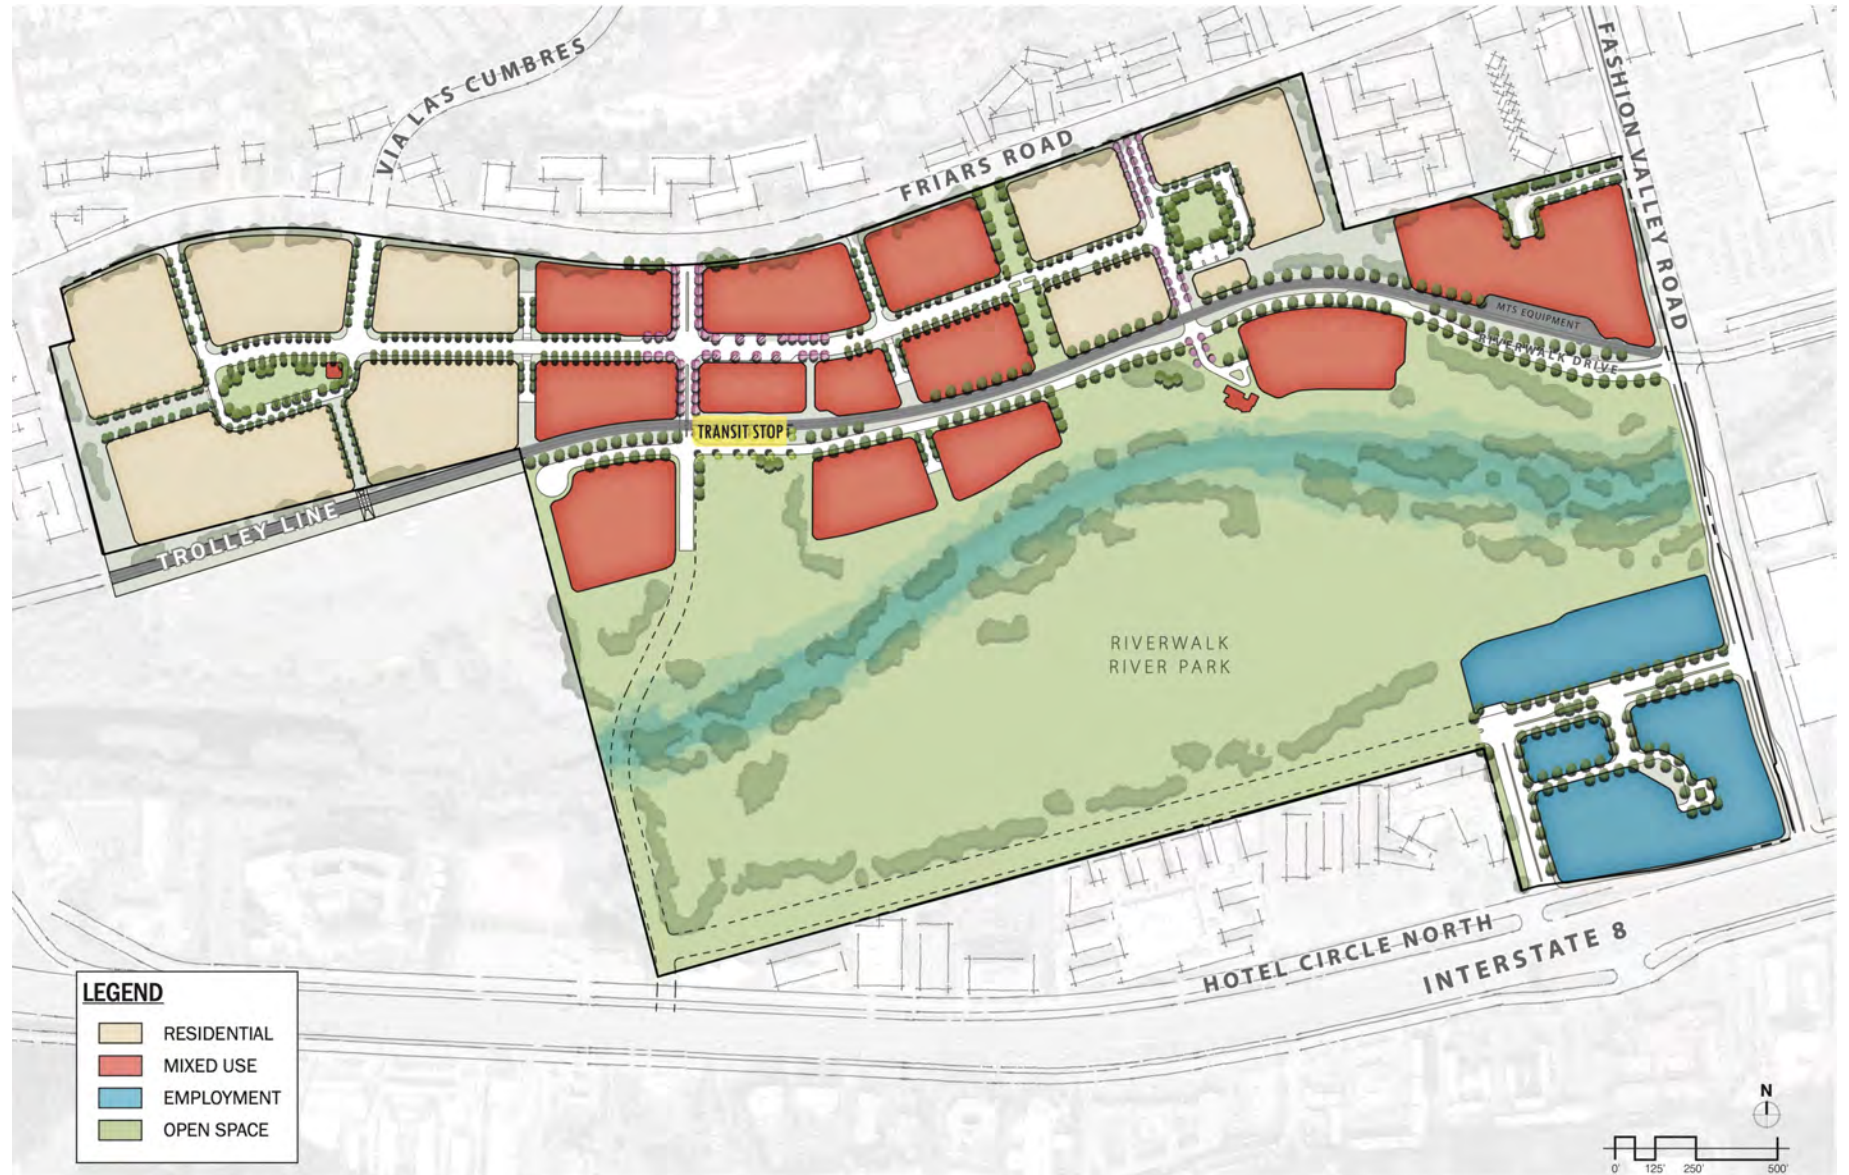 VIA LAS CUMBRES
FRIARS ROAD
FASHION VALLEY ROAD
MTS EQUIPMENT
RIVERWALK DRIVE
TRANSIT STOP
TROLLEY LINE
RIVERWALK
RIVER PARK
HOTEL CIRCLE NORTH
INTERSTATE 8
LEGEND
RESIDENTIAL
MIXED USE
EMPLOYMENT
OPEN SPACE
N
0' 125' 250' 500'